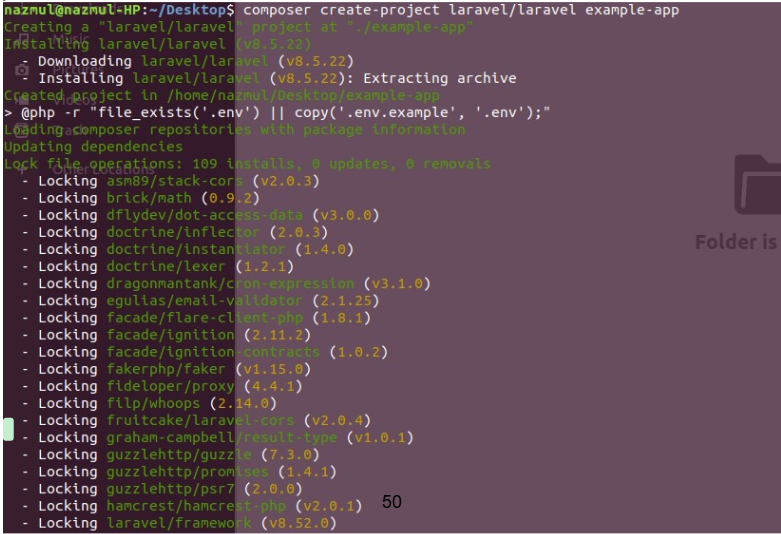 nazmul@nazmul-HP:~/Desktop$ composer create-project laravel/laravel example-app
Creating a "laravel/laravel" project at "./example-app"
Music
Installing laravel/laravel (v8.5.22)
- Downloading laravel/laravel (v8.5.22)
Pictures
- Installing laravel/laravel (v8.5.22): Extracting archive
Created project in /home/nazmul/Desktop/example-app
Videos
> @php -r "file_exists('.env') || copy('.env.example', '.env');"
Loading composer repositories with package information
Trash
Updating dependencies
Lock file operations: 109 installs, 0 updates, 0 removals
+ Other Locations
- Locking asm89/stack-cors (v2.0.3)
- Locking brick/math (0.9.2)
- Locking dflydev/dot-access-data (v3.0.0)
- Locking doctrine/inflector (2.0.3)
Folder is
- Locking doctrine/instantiator (1.4.0)
- Locking doctrine/lexer (1.2.1)
- Locking dragonmantank/cron-expression (v3.1.0)
- Locking egulias/email-validator (2.1.25)
- Locking facade/flare-client-php (1.8.1)
- Locking facade/ignition (2.11.2)
- Locking facade/ignition-contracts (1.0.2)
- Locking fakerphp/faker (v1.15.0)
- Locking fideloper/proxy (4.4.1)
- Locking filp/whoops (2.14.0)
- Locking fruitcake/laravel-cors (v2.0.4)
- Locking graham-campbell/result-type (v1.0.1)
- Locking guzzlehttp/guzzle (7.3.0)
- Locking guzzlehttp/promises (1.4.1)
- Locking guzzlehttp/psr7 (2.0.0)
- Locking hamcrest/hamcrest-php (v2.0.1)
50
- Locking laravel/framework (v8.52.0)